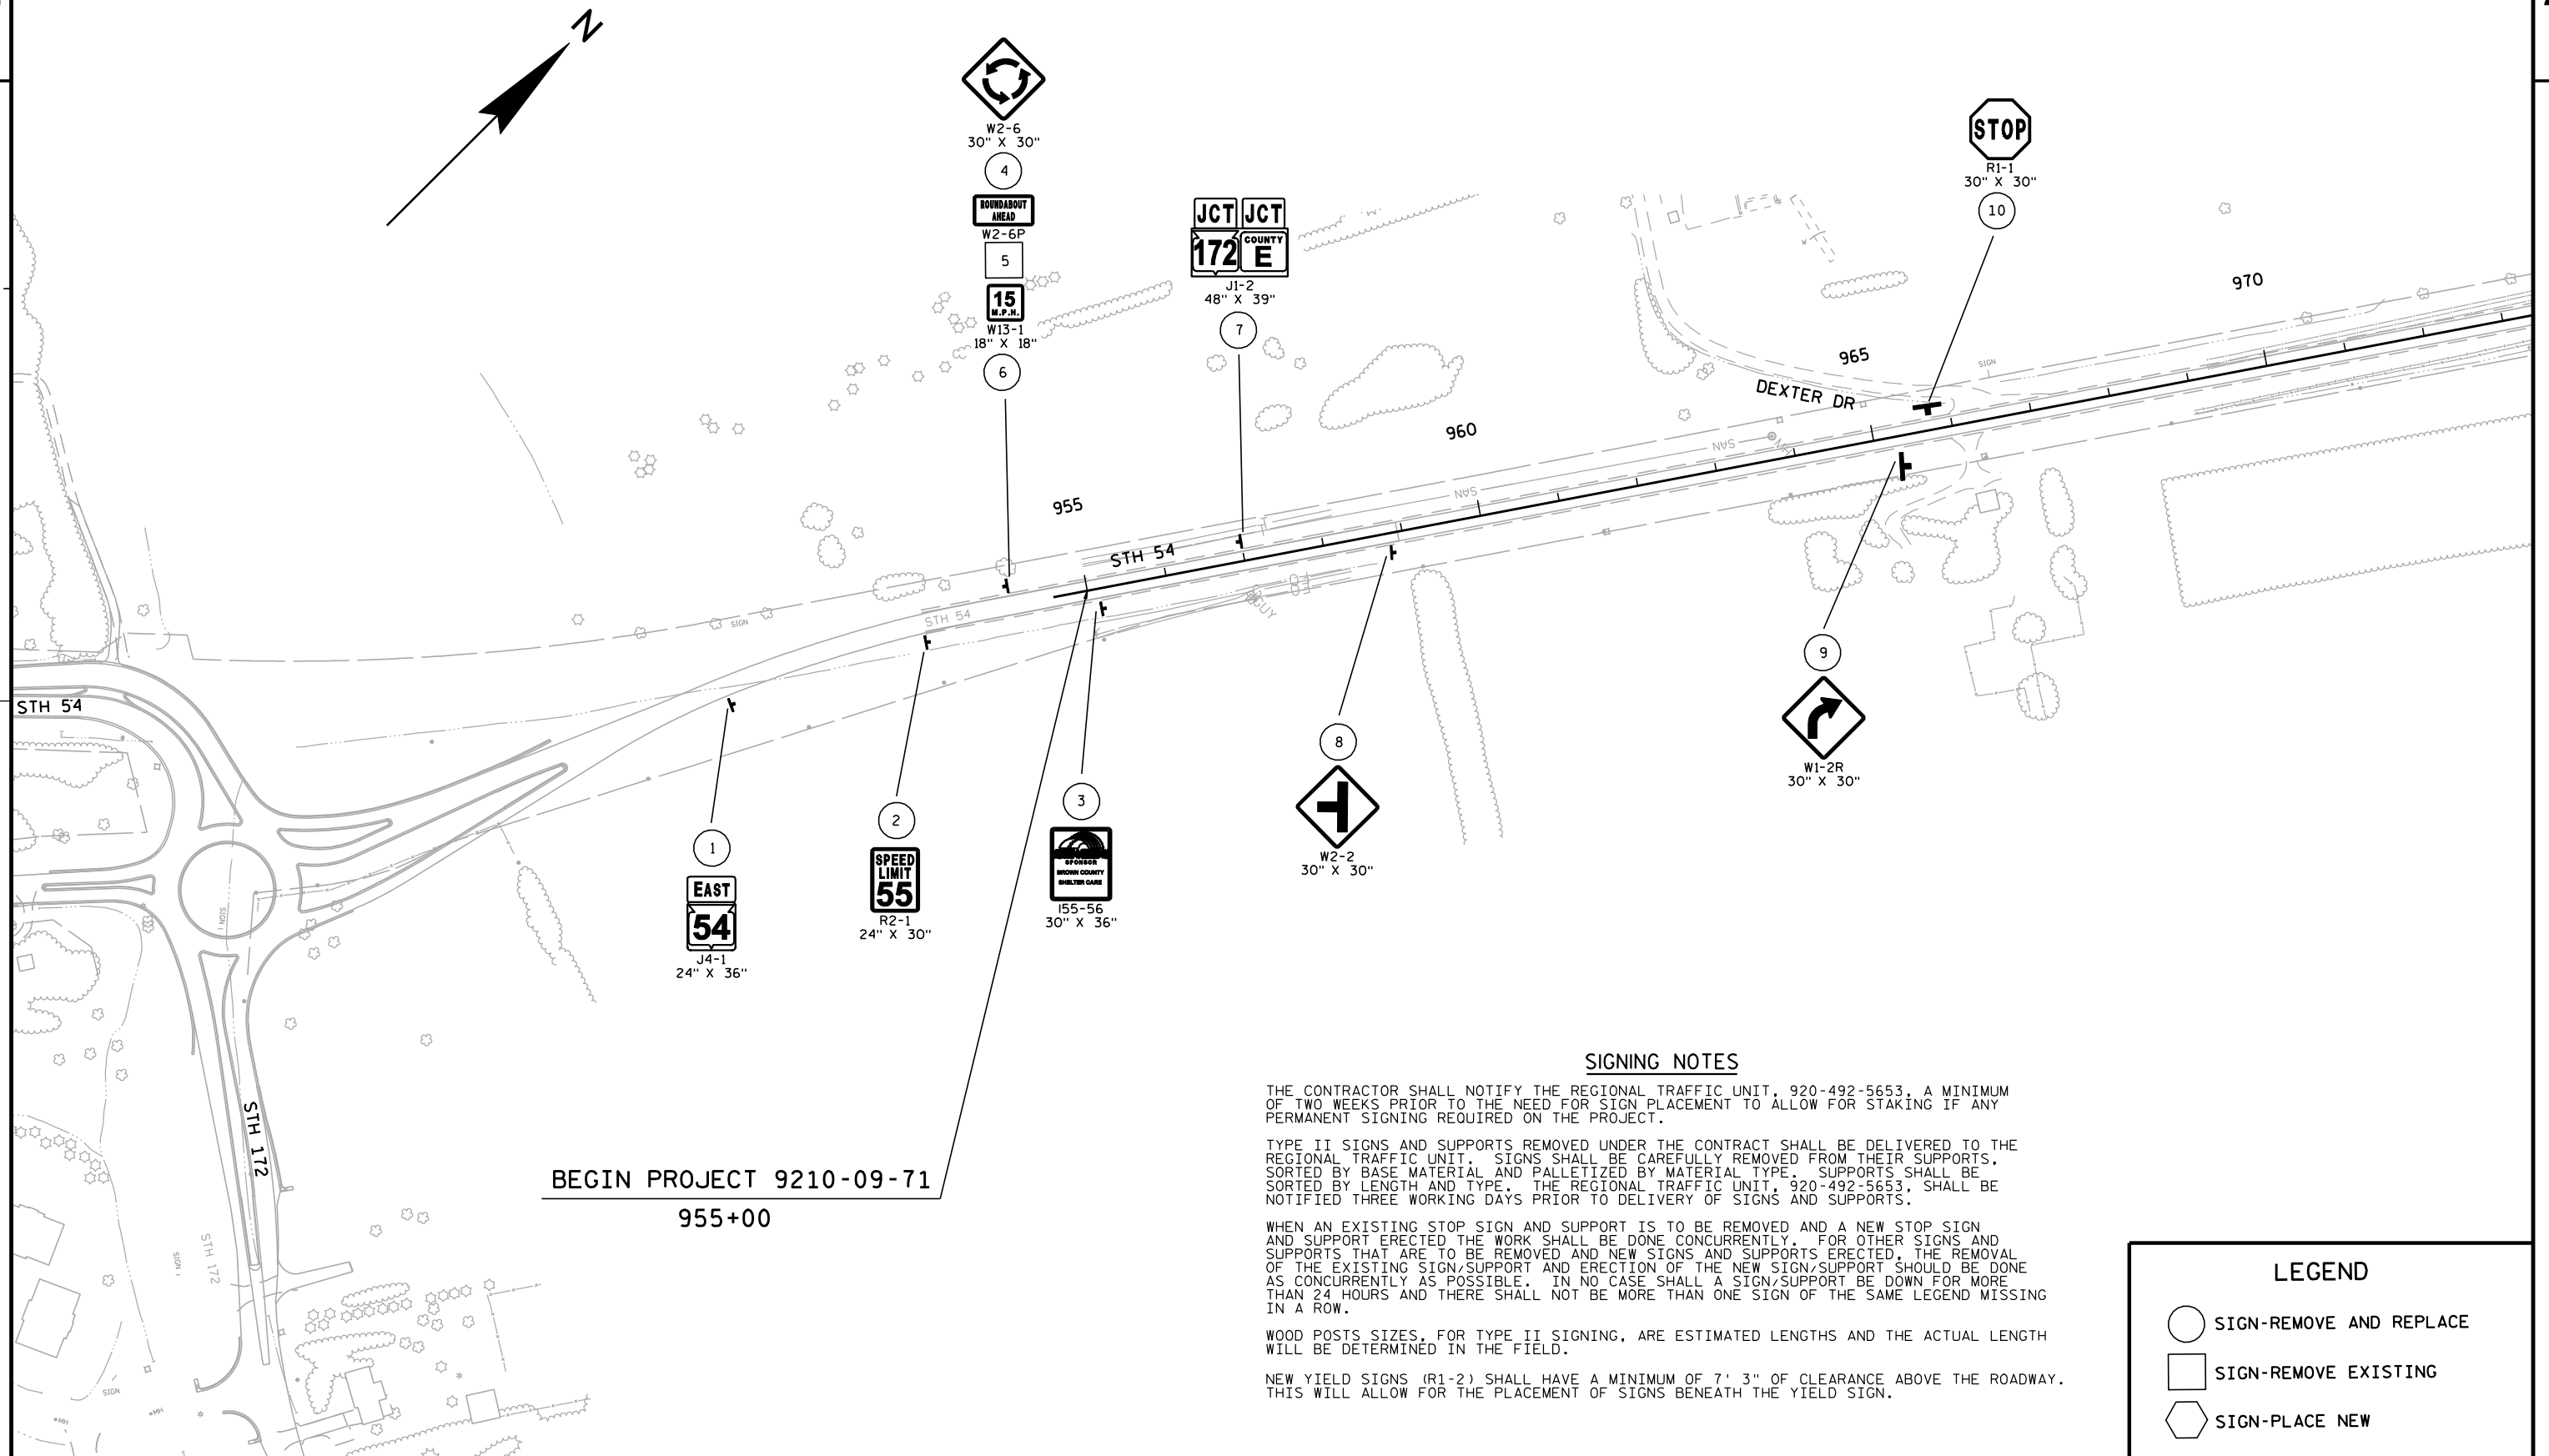 N
W2-6
30" X 30"
4
ROUNDABOUT
AHEAD
W2-6P
5
15
M.P.H.
W13-1
18" X 18"
6
JCT JCT
172 COUNTY
E
J1-2
48" X 39"
7
STOP
R1-1
30" X 30"
10
970
965
DEXTER DR
SIGN
960
SAN
SAN
955
STH 54
STH 54
SIGN
GUY
STH 54
9
W1-2R
30" X 30"
8
W2-2
30" X 30"
3
SPONSOR
BROWN COUNTY
SHELTER CARE
I55-56
30" X 36"
2
SPEED
LIMIT
55
R2-1
24" X 30"
1
EAST
54
J4-1
24" X 36"
SIGN
STH 172
STH 172
SIGN
SIGN
MH
MH
BEGIN PROJECT 9210-09-71
955+00
SIGNING NOTES
THE CONTRACTOR SHALL NOTIFY THE REGIONAL TRAFFIC UNIT, 920-492-5653, A MINIMUM
OF TWO WEEKS PRIOR TO THE NEED FOR SIGN PLACEMENT TO ALLOW FOR STAKING IF ANY
PERMANENT SIGNING REQUIRED ON THE PROJECT.
TYPE II SIGNS AND SUPPORTS REMOVED UNDER THE CONTRACT SHALL BE DELIVERED TO THE
REGIONAL TRAFFIC UNIT. SIGNS SHALL BE CAREFULLY REMOVED FROM THEIR SUPPORTS,
SORTED BY BASE MATERIAL AND PALLETIZED BY MATERIAL TYPE. SUPPORTS SHALL BE
SORTED BY LENGTH AND TYPE. THE REGIONAL TRAFFIC UNIT, 920-492-5653, SHALL BE
NOTIFIED THREE WORKING DAYS PRIOR TO DELIVERY OF SIGNS AND SUPPORTS.
WHEN AN EXISTING STOP SIGN AND SUPPORT IS TO BE REMOVED AND A NEW STOP SIGN
AND SUPPORT ERECTED THE WORK SHALL BE DONE CONCURRENTLY. FOR OTHER SIGNS AND
SUPPORTS THAT ARE TO BE REMOVED AND NEW SIGNS AND SUPPORTS ERECTED, THE REMOVAL
OF THE EXISTING SIGN/SUPPORT AND ERECTION OF THE NEW SIGN/SUPPORT SHOULD BE DONE
AS CONCURRENTLY AS POSSIBLE. IN NO CASE SHALL A SIGN/SUPPORT BE DOWN FOR MORE
THAN 24 HOURS AND THERE SHALL NOT BE MORE THAN ONE SIGN OF THE SAME LEGEND MISSING
IN A ROW.
WOOD POSTS SIZES, FOR TYPE II SIGNING, ARE ESTIMATED LENGTHS AND THE ACTUAL LENGTH
WILL BE DETERMINED IN THE FIELD.
NEW YIELD SIGNS (R1-2) SHALL HAVE A MINIMUM OF 7' 3" OF CLEARANCE ABOVE THE ROADWAY.
THIS WILL ALLOW FOR THE PLACEMENT OF SIGNS BENEATH THE YIELD SIGN.
LEGEND
SIGN-REMOVE AND REPLACE
SIGN-REMOVE EXISTING
SIGN-PLACE NEW